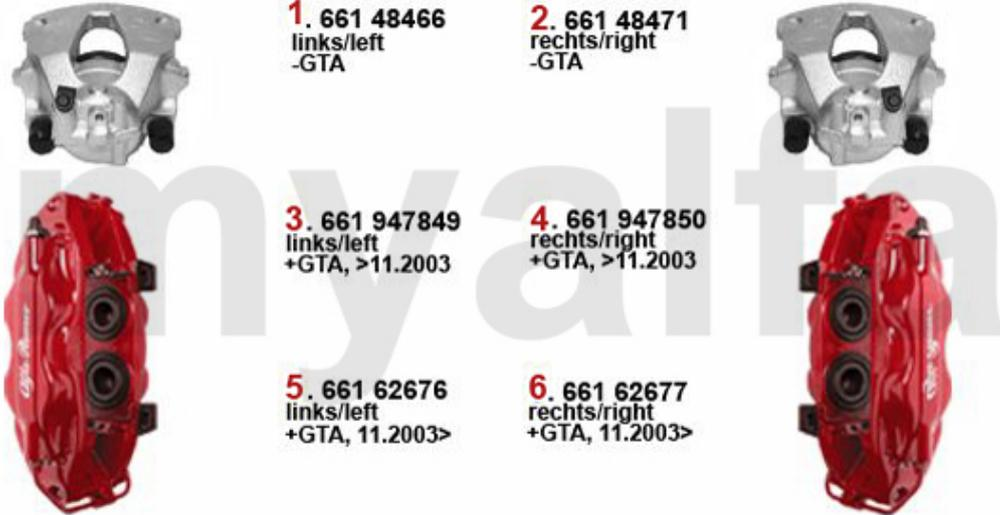 1. 661 48466
links/left
-GTA
2. 661 48471
rechts/right
-GTA
3. 661 947849
links/left
+GTA, >11.2003
4. 661 947850
rechts/right
+GTA, >11.2003
5. 661 62676
links/left
+GTA, 11.2003>
6. 661 62677
rechts/right
+GTA, 11.2003>
myalfa
Alfa Romeo